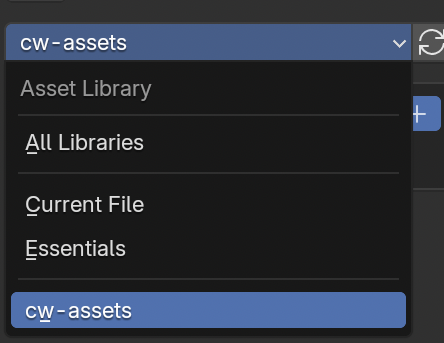 cw-assets
Asset Library
All Libraries
Current File
Essentials
cw-assets